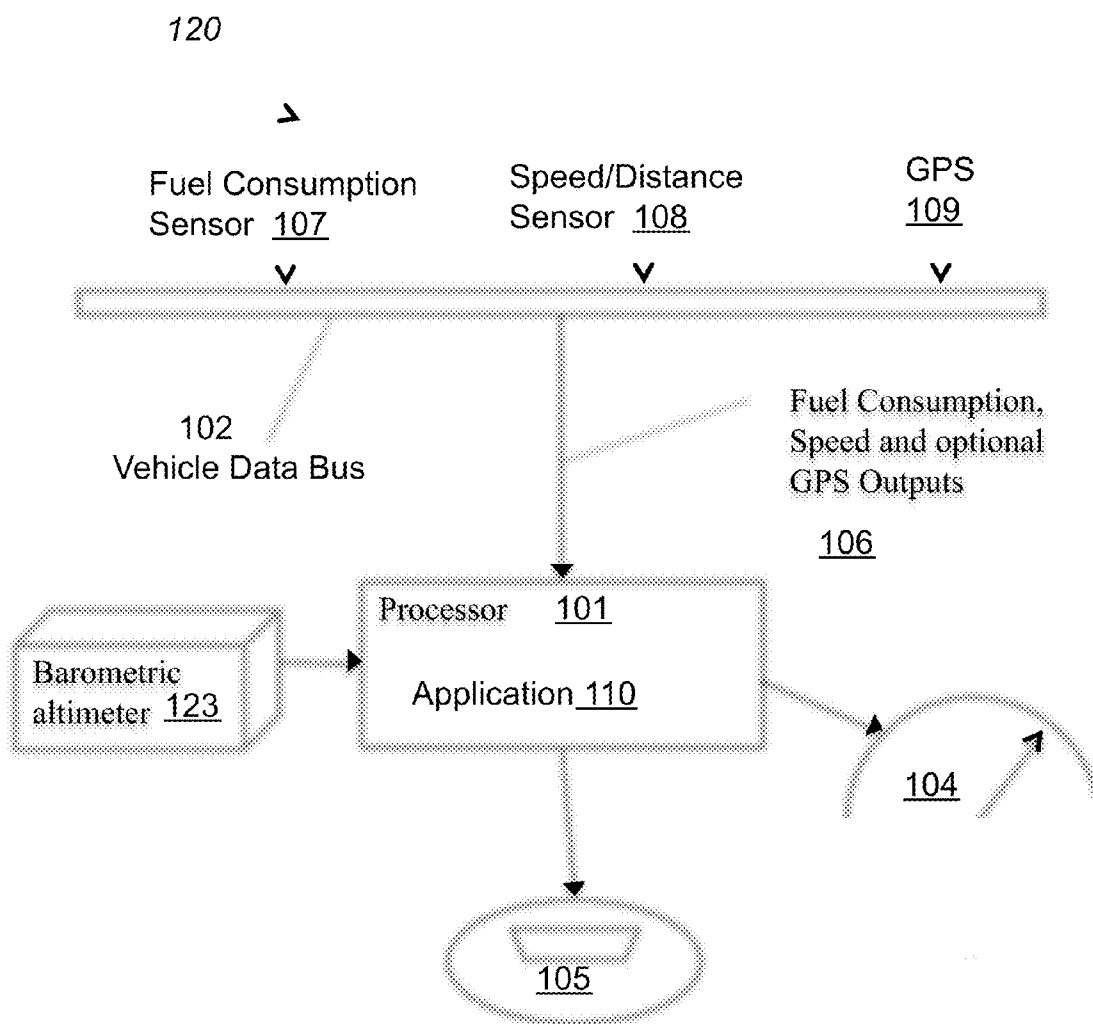 120
Fuel Consumption
Sensor 107
Speed/Distance
Sensor 108
GPS
109
102
Vehicle Data Bus
Fuel Consumption,
Speed and optional
GPS Outputs
106
Processor 101
Application 110
Barometric
altimeter 123
104
105